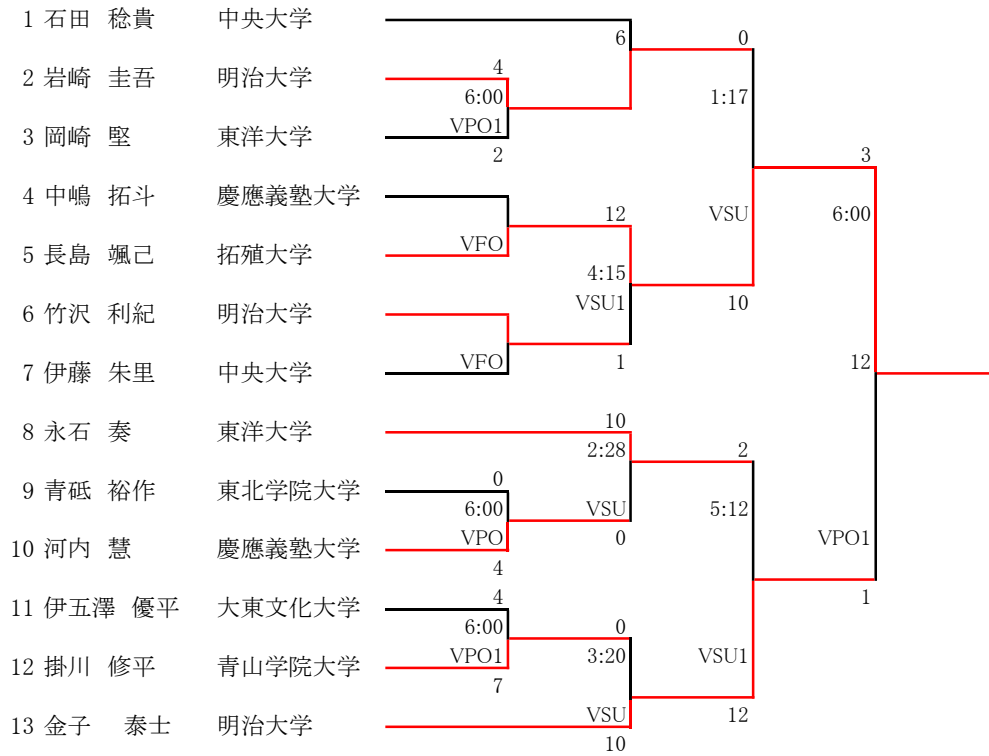 1 石田 稔貴 中央大学
6 0
2 岩崎 圭吾 明治大学
4
6:00 1:17
VPO1
3 岡崎 堅 東洋大学
2 3
4 中嶋 拓斗 慶應義塾大学
12 VSU 6:00
5 長島 颯己 拓殖大学
VFO
4:15
VSU1 10
6 竹沢 利紀 明治大学
7 伊藤 朱里 中央大学
VFO 1 12
8 永石 奏 東洋大学
10
2:28 2
9 青砥 裕作 東北学院大学
0
6:00 VSU 5:12
10 河内 慧 慶應義塾大学
VPO 0 VPO1
4
11 伊五澤 優平 大東文化大学
4 1
6:00 0
12 掛川 修平 青山学院大学
VPO1 3:20 VSU1
7
13 金子 泰士 明治大学
VSU 12
10